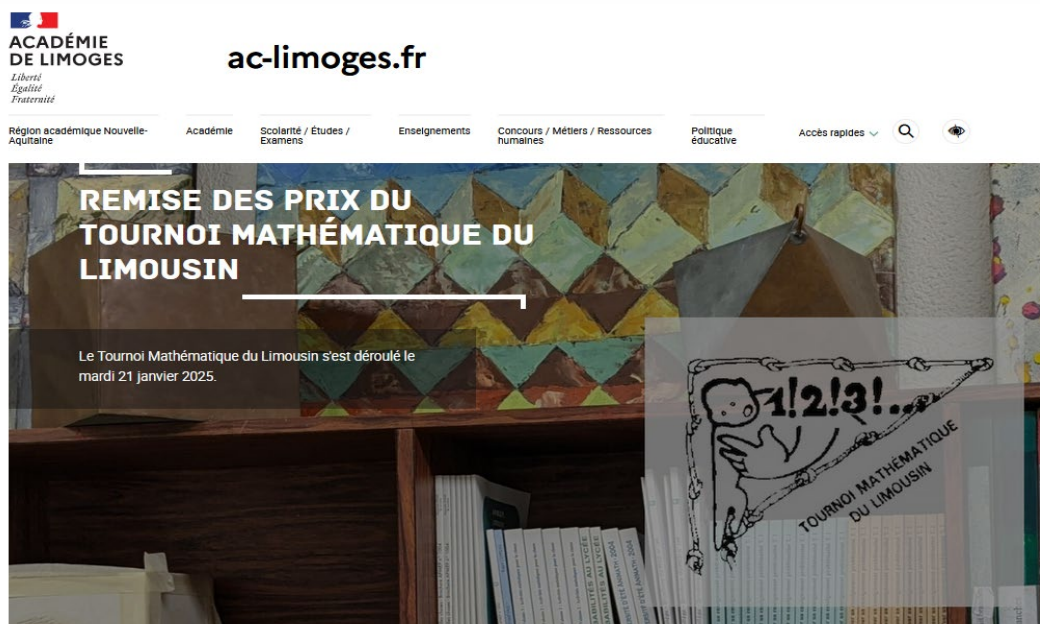 ACADÉMIE
DE LIMOGES
Liberté
Égalité
Fraternité
ac-limoges.fr
Région académique Nouvelle-
Aquitaine
Académie
Scolarité / Études /
Examens
Enseignements
Concours / Métiers / Ressources
humaines
Politique
éducative
Accès rapides
REMISE DES PRIX DU
TOURNOI MATHÉMATIQUE DU
LIMOUSIN
Le Tournoi Mathématique du Limousin s'est déroulé le
mardi 21 janvier 2025.
1!2!3!...
TOURNOI MATHÉMATIQUE
DU LIMOUSIN